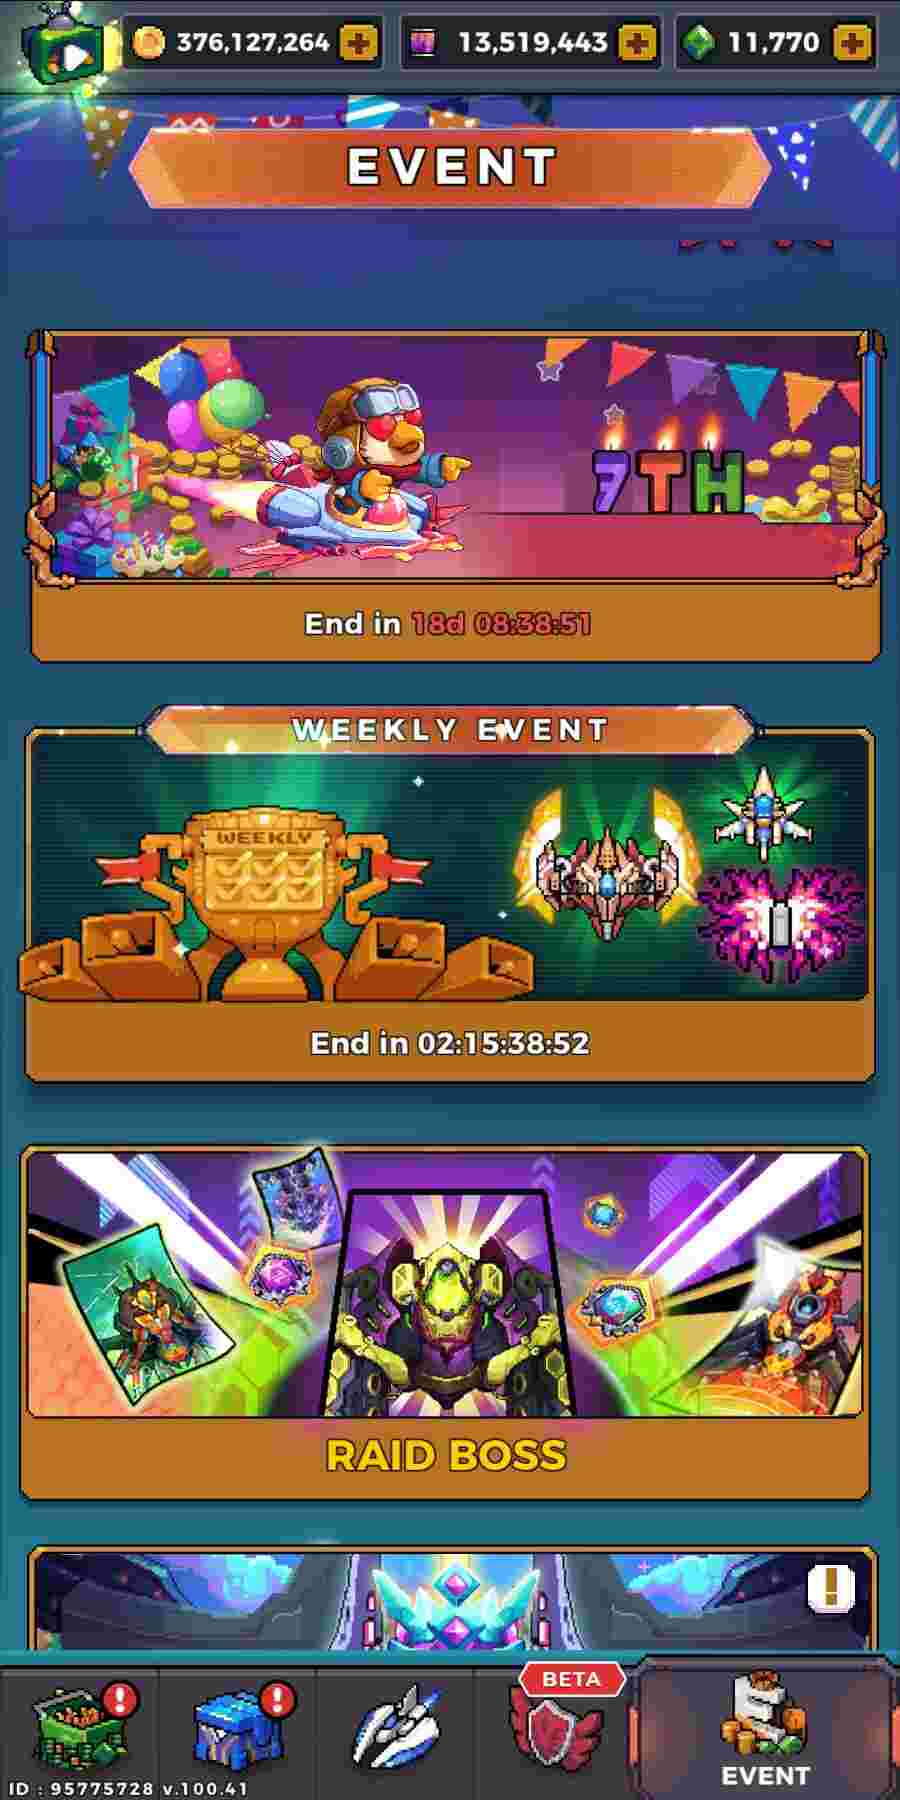 376,127,264
13,519,443
11,770
EVENT
7TH
End in 18d 08:38:51
WEEKLY EVENT
WEEKLY
End in 02:15:38:52
RAID BOSS
BETA
EVENT
ID : 95775728 v.100.41